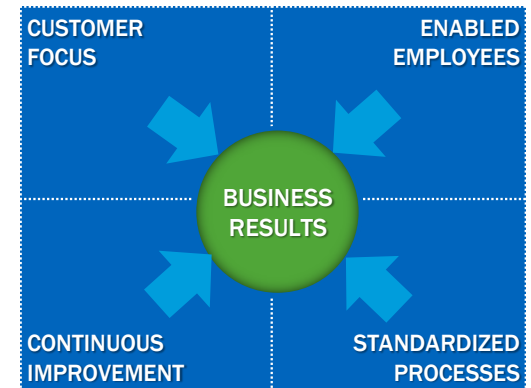 CUSTOMER
FOCUS
ENABLED
EMPLOYEES
BUSINESS
RESULTS
CONTINUOUS
IMPROVEMENT
STANDARDIZED
PROCESSES